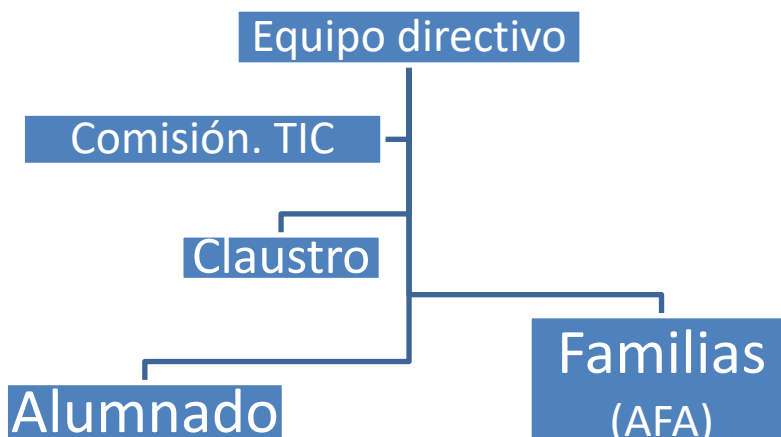 Equipo directivo
Comisión. TIC
Claustro
Familias
(AFA)
Alumnado